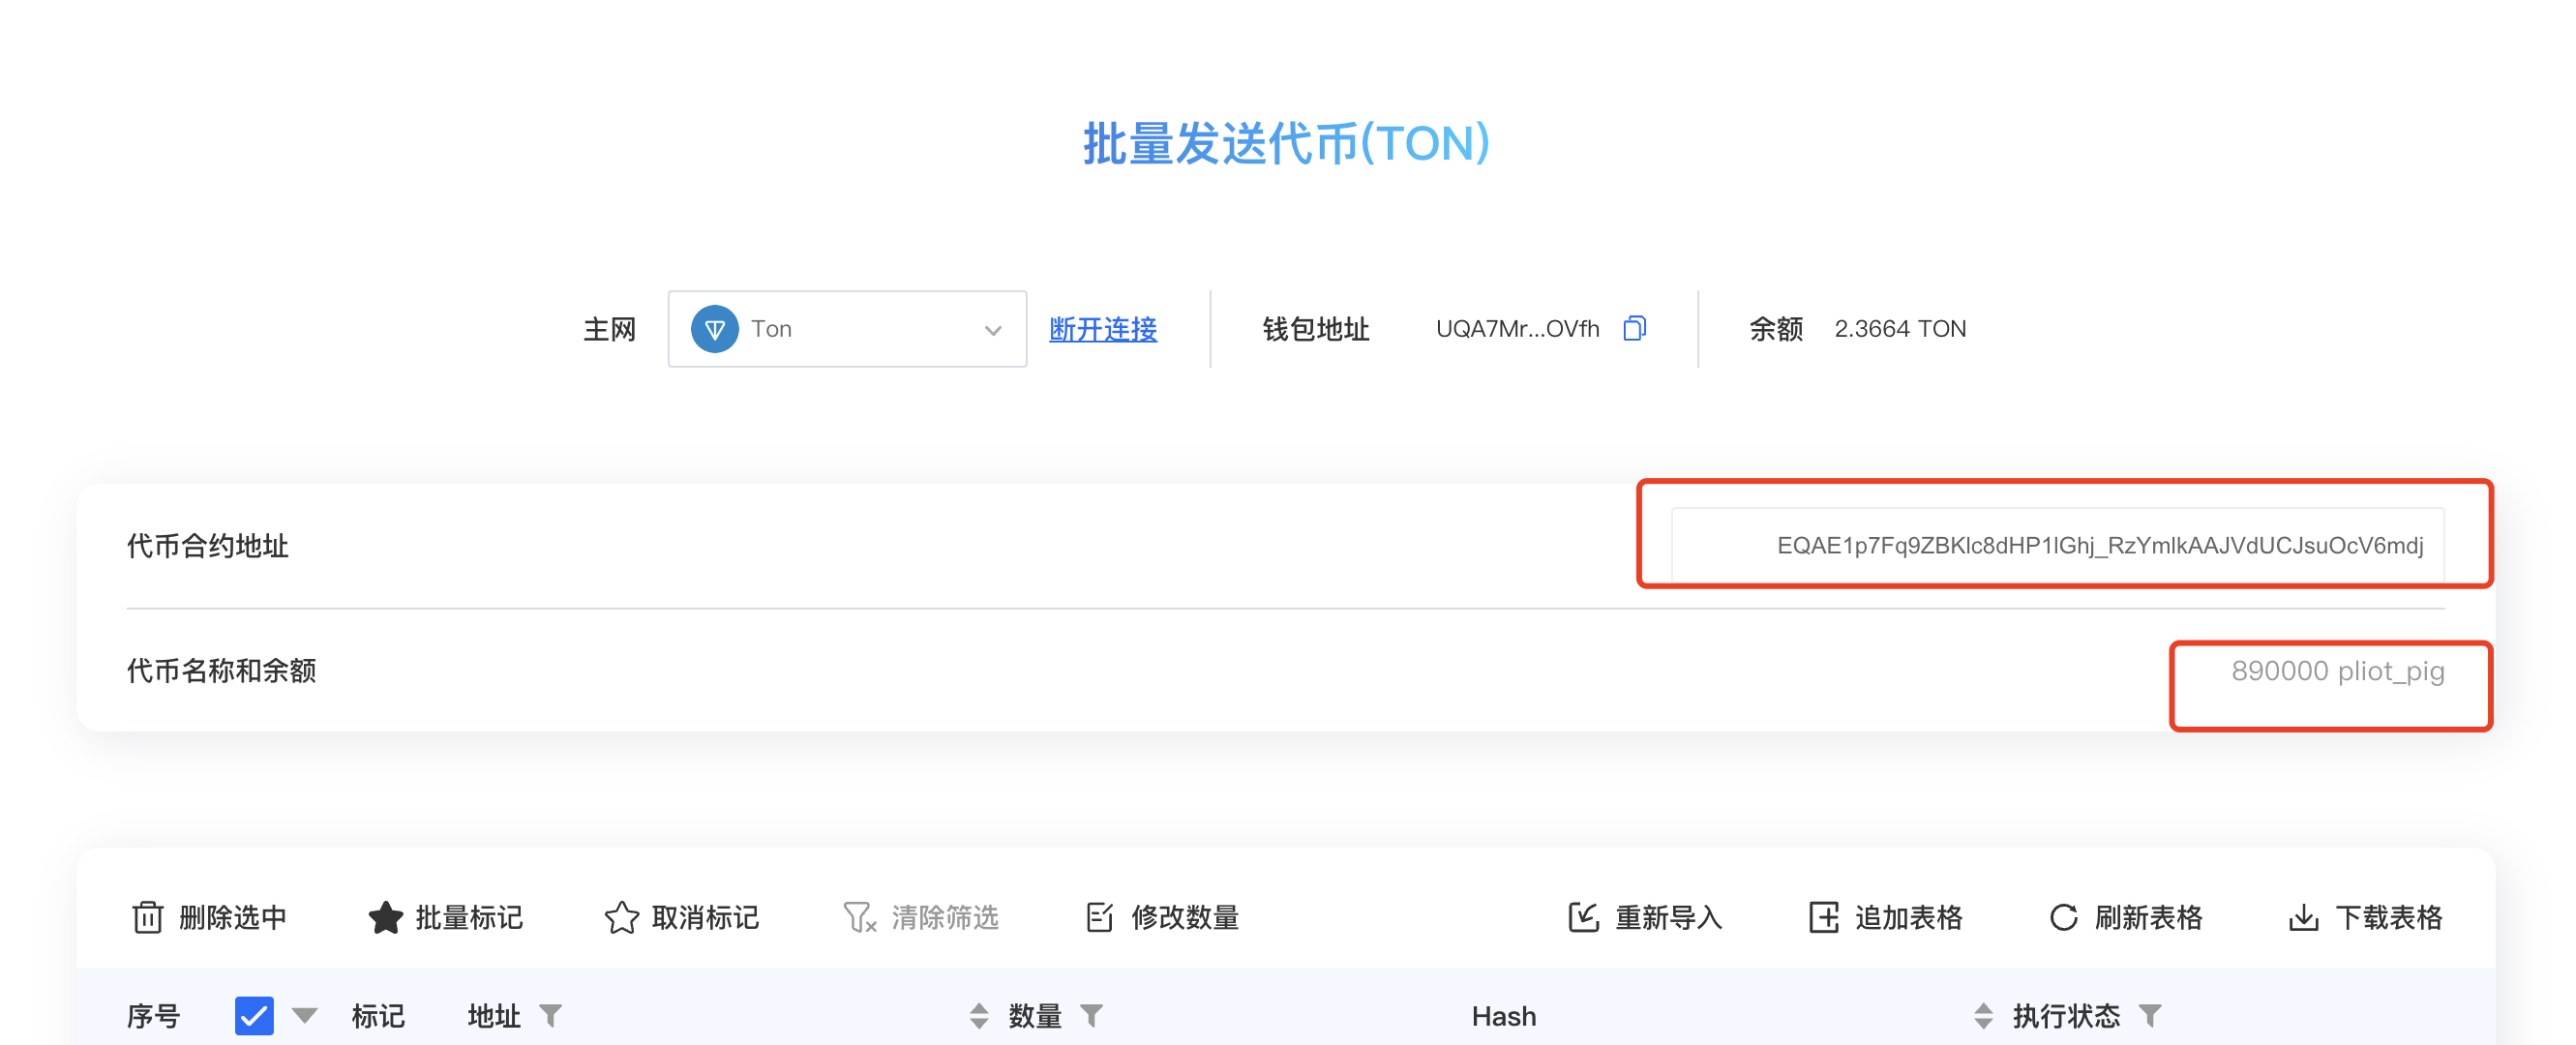 批量发送代币(TON)
主网 Ton 断开连接 钱包地址 UQA7Mr...OVfh 余额 2.3664 TON
代币合约地址 EQAE1p7Fq9ZBKlc8dHP1lGhj_RzYmlkAAJVdUCJsuOcV6mdj
代币名称和余额 890000 pliot_pig
删除选中 批量标记 取消标记 清除筛选 修改数量 重新导入 追加表格 刷新表格 下载表格
序号 标记 地址 数量 Hash 执行状态